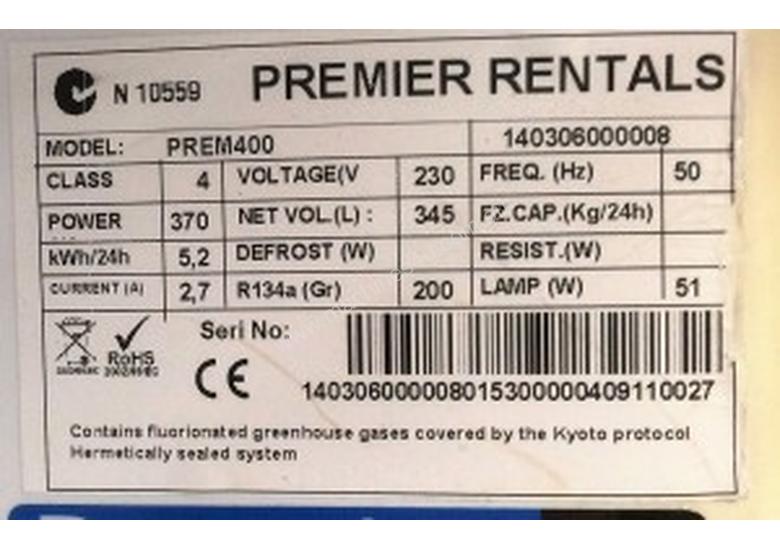 N 10559 PREMIER RENTALS
MODEL: PREM400 140306000008
CLASS 4 VOLTAGE(V 230 FREQ. (Hz) 50
POWER 370 NET VOL.(L) : 345 FZ.CAP.(Kg/24h)
kWh/24h 5,2 DEFROST (W) RESIST.(W)
CURRENT (A) 2,7 R134a (Gr) 200 LAMP (W) 51
Seri No:
RoHS
CE
14030600000801530000040911002​7
Contains fluorionated greenhouse gases covered by the Kyoto protocol
Hermetically sealed system